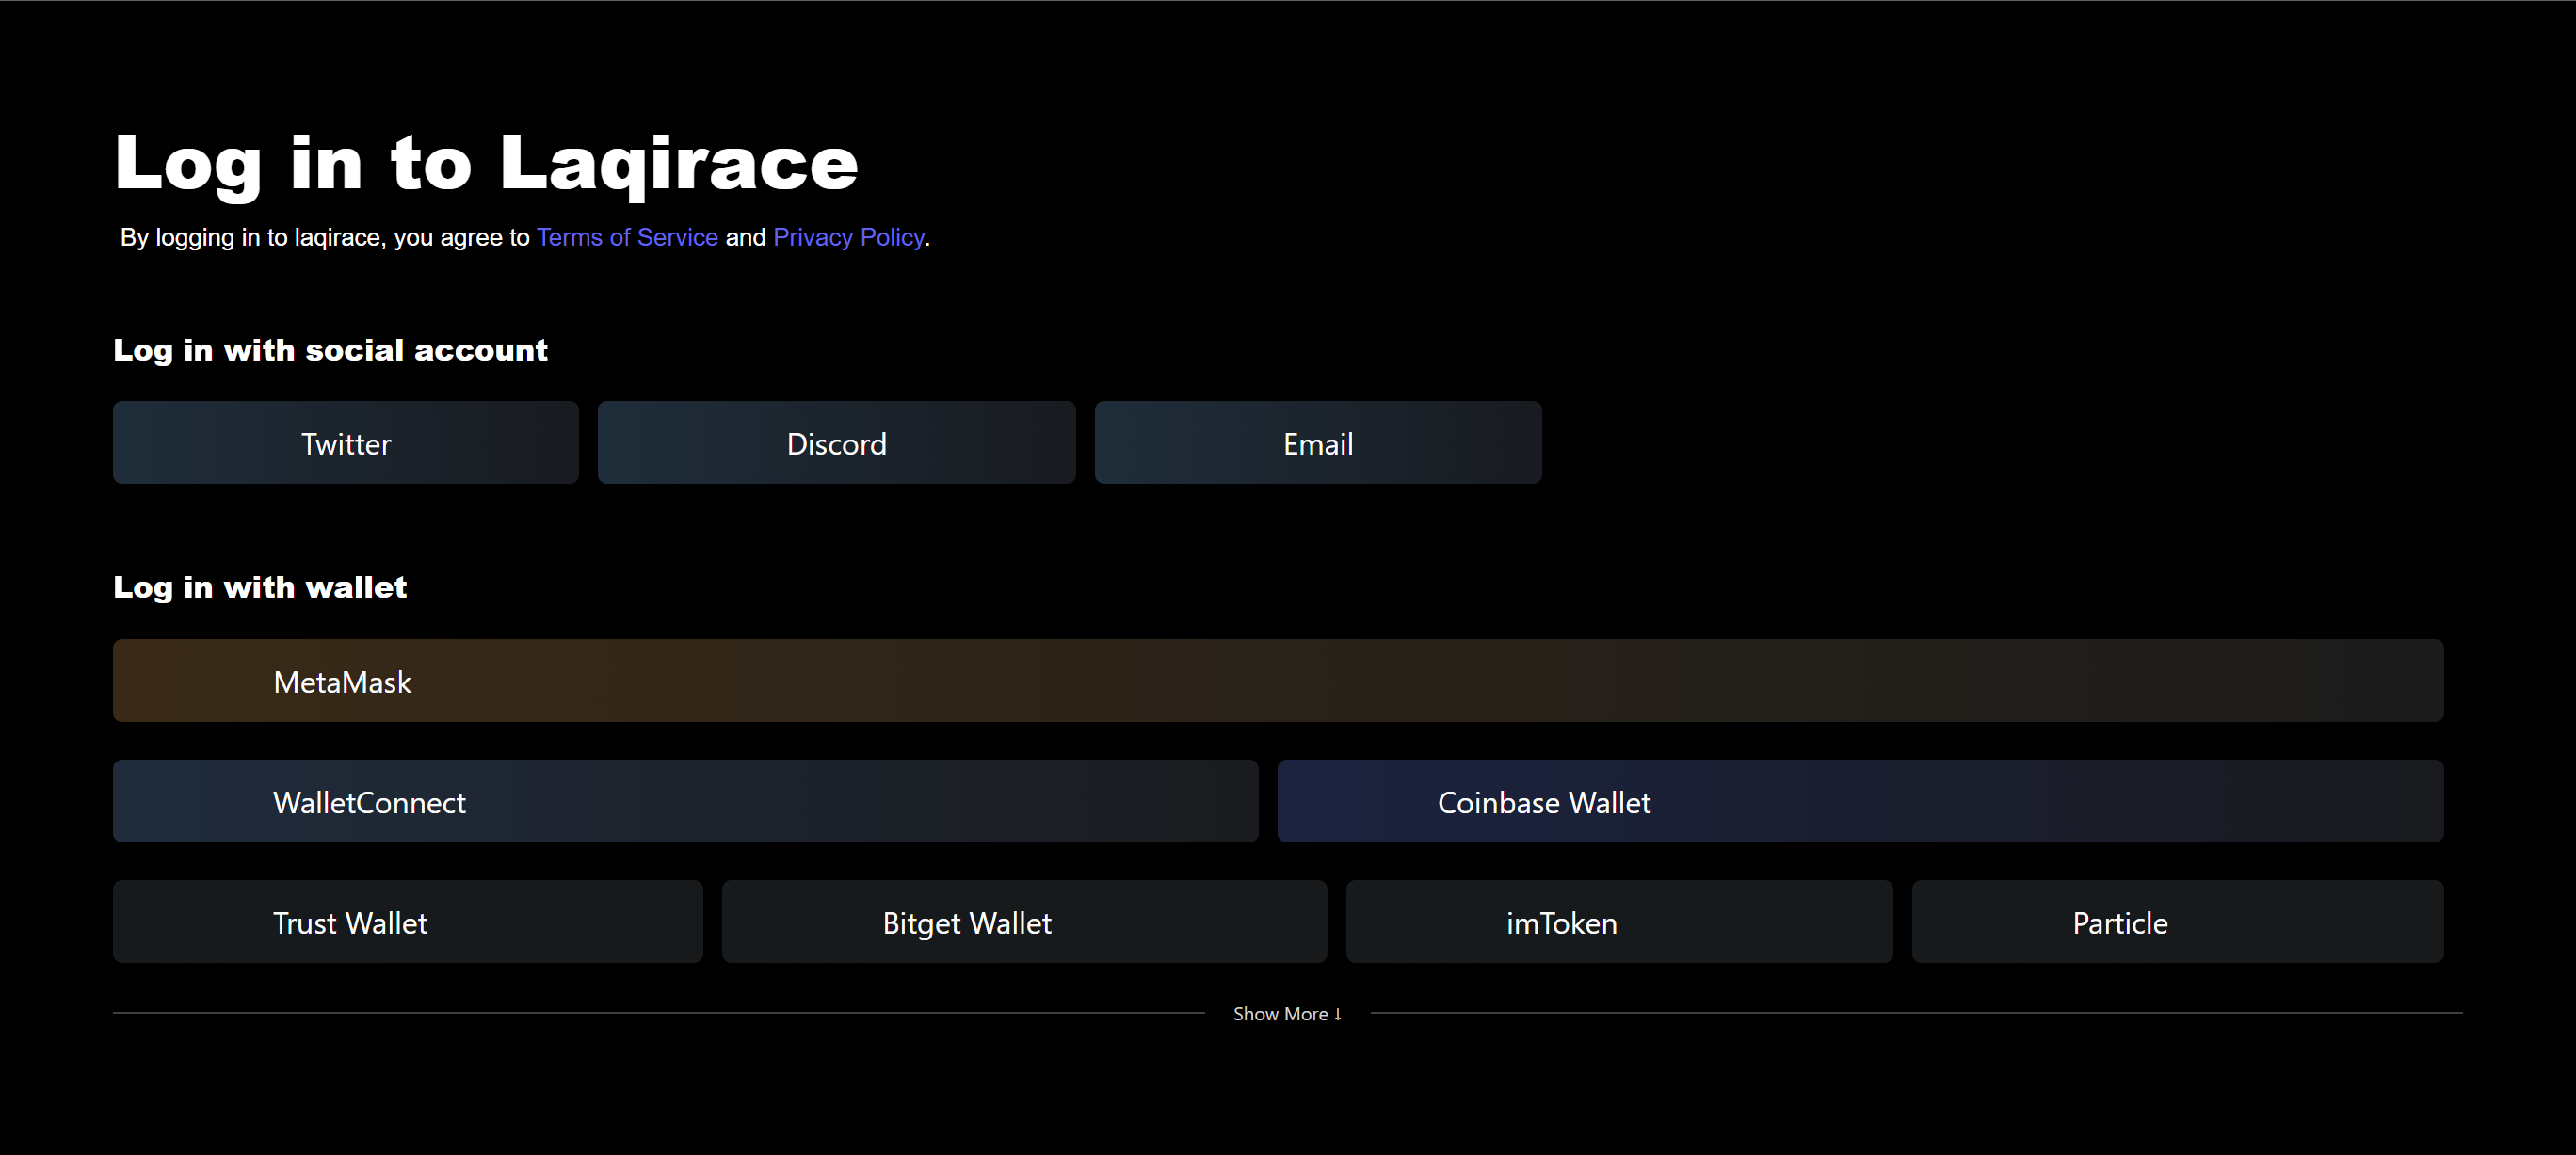 Log in to Laqirace
By logging in to laqirace, you agree to Terms of Service and Privacy Policy.
Log in with social account
Twitter
Discord
Email
Log in with wallet
MetaMask
WalletConnect
Coinbase Wallet
Trust Wallet
Bitget Wallet
imToken
Particle
Show More ↓